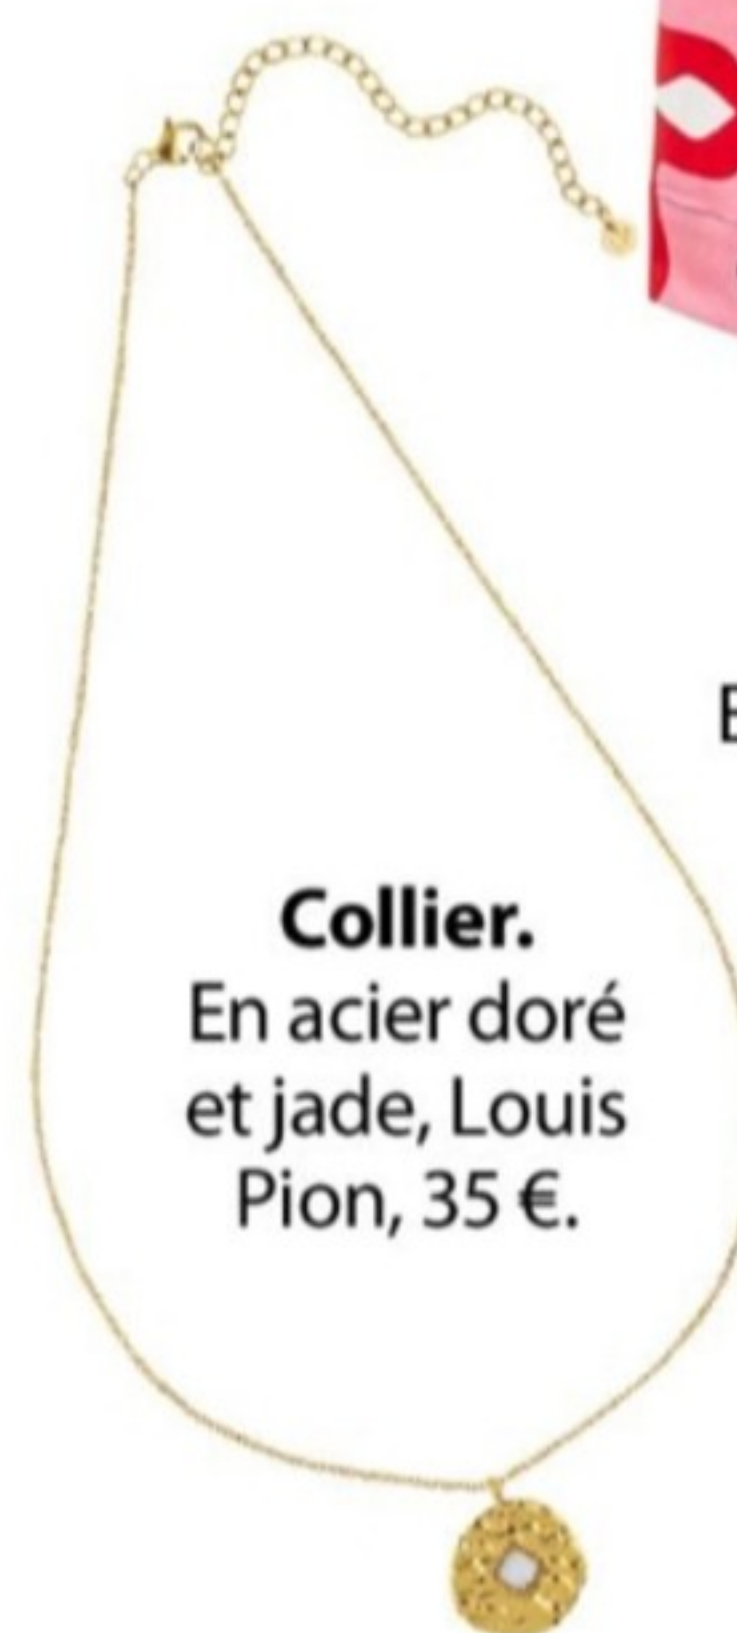 Collier.
En acier doré
et jade, Louis
Pion, 35 €.